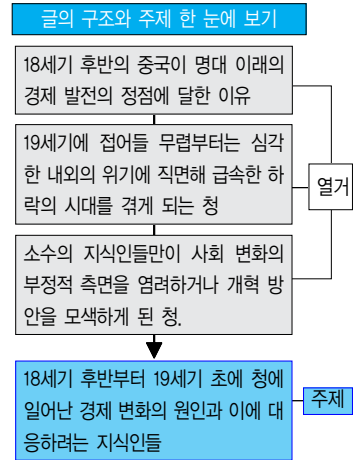 글의 구조와 주제 한 눈에 보기
18세기 후반의 중국이 명대 이래의
경제 발전의 정점에 달한 이유
19세기에 접어들 무렵부터는 심각
한 내외의 위기에 직면해 급속한 하
락의 시대를 겪게 되는 청
열거
소수의 지식인들만이 사회 변화의
부정적 측면을 염려하거나 개혁 방
안을 모색하게 된 청.
18세기 후반부터 19세기 초에 청에
일어난 경제 변화의 원인과 이에 대
응하려는 지식인들
주제